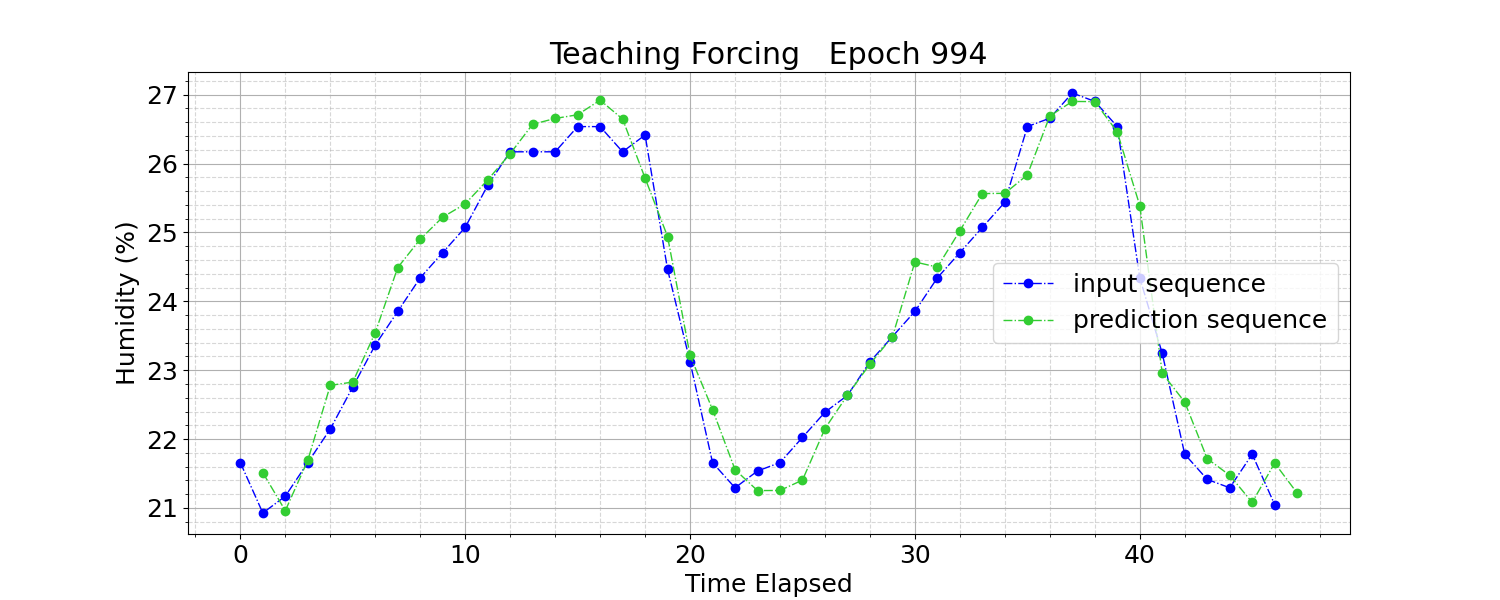 Teaching Forcing   Epoch 994
Humidity (%)
27
26
25
24
23
22
21
input sequence
prediction sequence
0 10 20 30 40
Time Elapsed